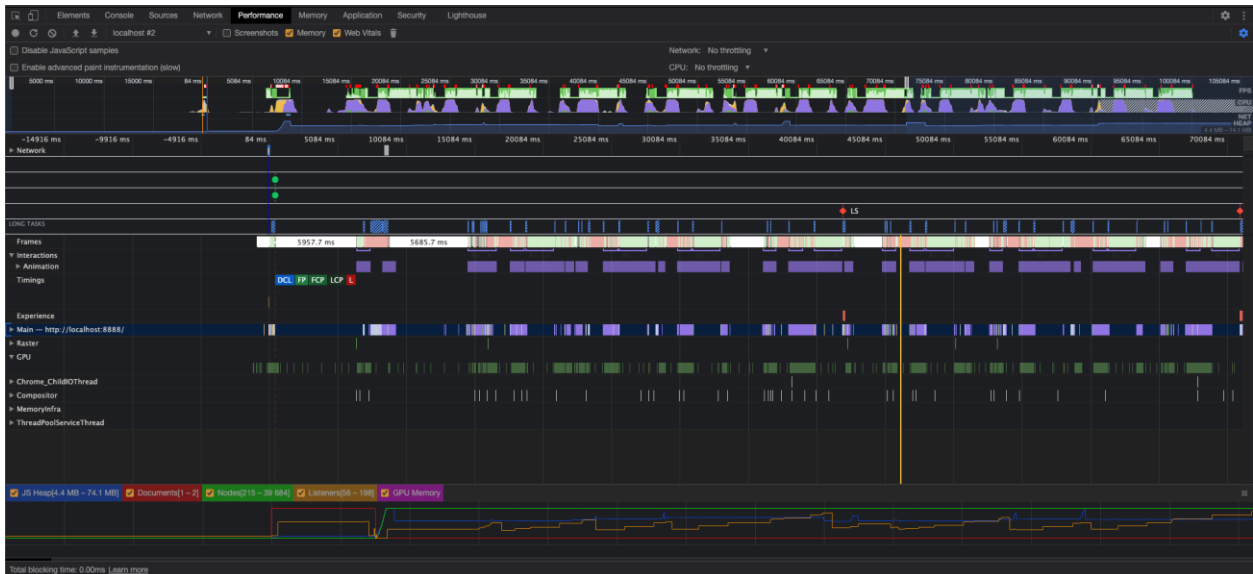 Elements Console Sources Network Performance Memory Application Security Lighthouse
localhost #2 Screenshots Memory Web Vitals
Disable JavaScript samples Network: No throttling
Enable advanced paint instrumentation (slow) CPU: No throttling
5000 ms 10000 ms 15000 ms 84 ms 5084 ms 10084 ms 15084 ms 20084 ms 25084 ms 30084 ms 35084 ms 40084 ms 45084 ms 50084 ms 55084 ms 60084 ms 65084 ms 70084 ms 75084 ms 80084 ms 85084 ms 90084 ms 95084 ms 100084 ms 105084 ms
FPS
CPU
NET
HEAP
4.4 MB – 74.1 MB
−14916 ms −9916 ms −4916 ms 84 ms 5084 ms 10084 ms 15084 ms 20084 ms 25084 ms 30084 ms 35084 ms 40084 ms 45084 ms 50084 ms 55084 ms 60084 ms 65084 ms 70084 ms
Network
LS
LONG TASKS
Frames 5957.7 ms 5685.7 ms
Interactions
Animation
Timings DCL FP FCP LCP L
Experience
Main — http://localhost:8888/
Raster
GPU
Chrome_ChildIOThread
Compositor
MemoryInfra
ThreadPoolServiceThread
JS Heap[4.4 MB – 74.1 MB] Documents[1 – 2] Nodes[215 – 39 684] Listeners[56 – 198] GPU Memory
Total blocking time: 0.00ms Learn more